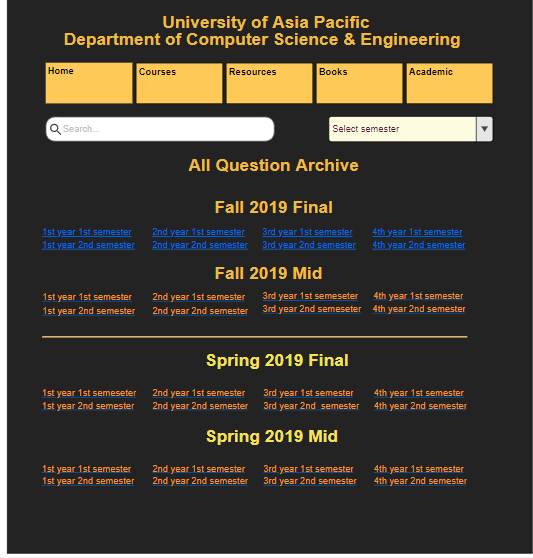 University of Asia Pacific
Department of Computer Science & Engineering
Home Courses Resources Books Academic
Search... Select semester
All Question Archive
Fall 2019 Final
1st year 1st semester 2nd year 1st semester 3rd year 1st semester 4th year 1st semester
1st year 2nd semester 2nd year 2nd semester 3rd year 2nd semester 4th year 2nd semester
Fall 2019 Mid
1st year 1st semester 2nd year 1st semester 3rd year 1st semeseter 4th year 1st semester
1st year 2nd semester 2nd year 2nd semester 3rd year 2nd semeseter 4th year 2nd semester
Spring 2019 Final
1st year 1st semeseter 2nd year 1st semester 3rd year 1st semester 4th year 1st semester
1st year 2nd semester 2nd year 2nd semester 3rd year 2nd semester 4th year 2nd semester
Spring 2019 Mid
1st year 1st semester 2nd year 1st semester 3rd year 1st semester 4th year 1st semester
1st year 2nd semester 2nd year 2nd semester 3rd year 2nd semester 4th year 2nd semester